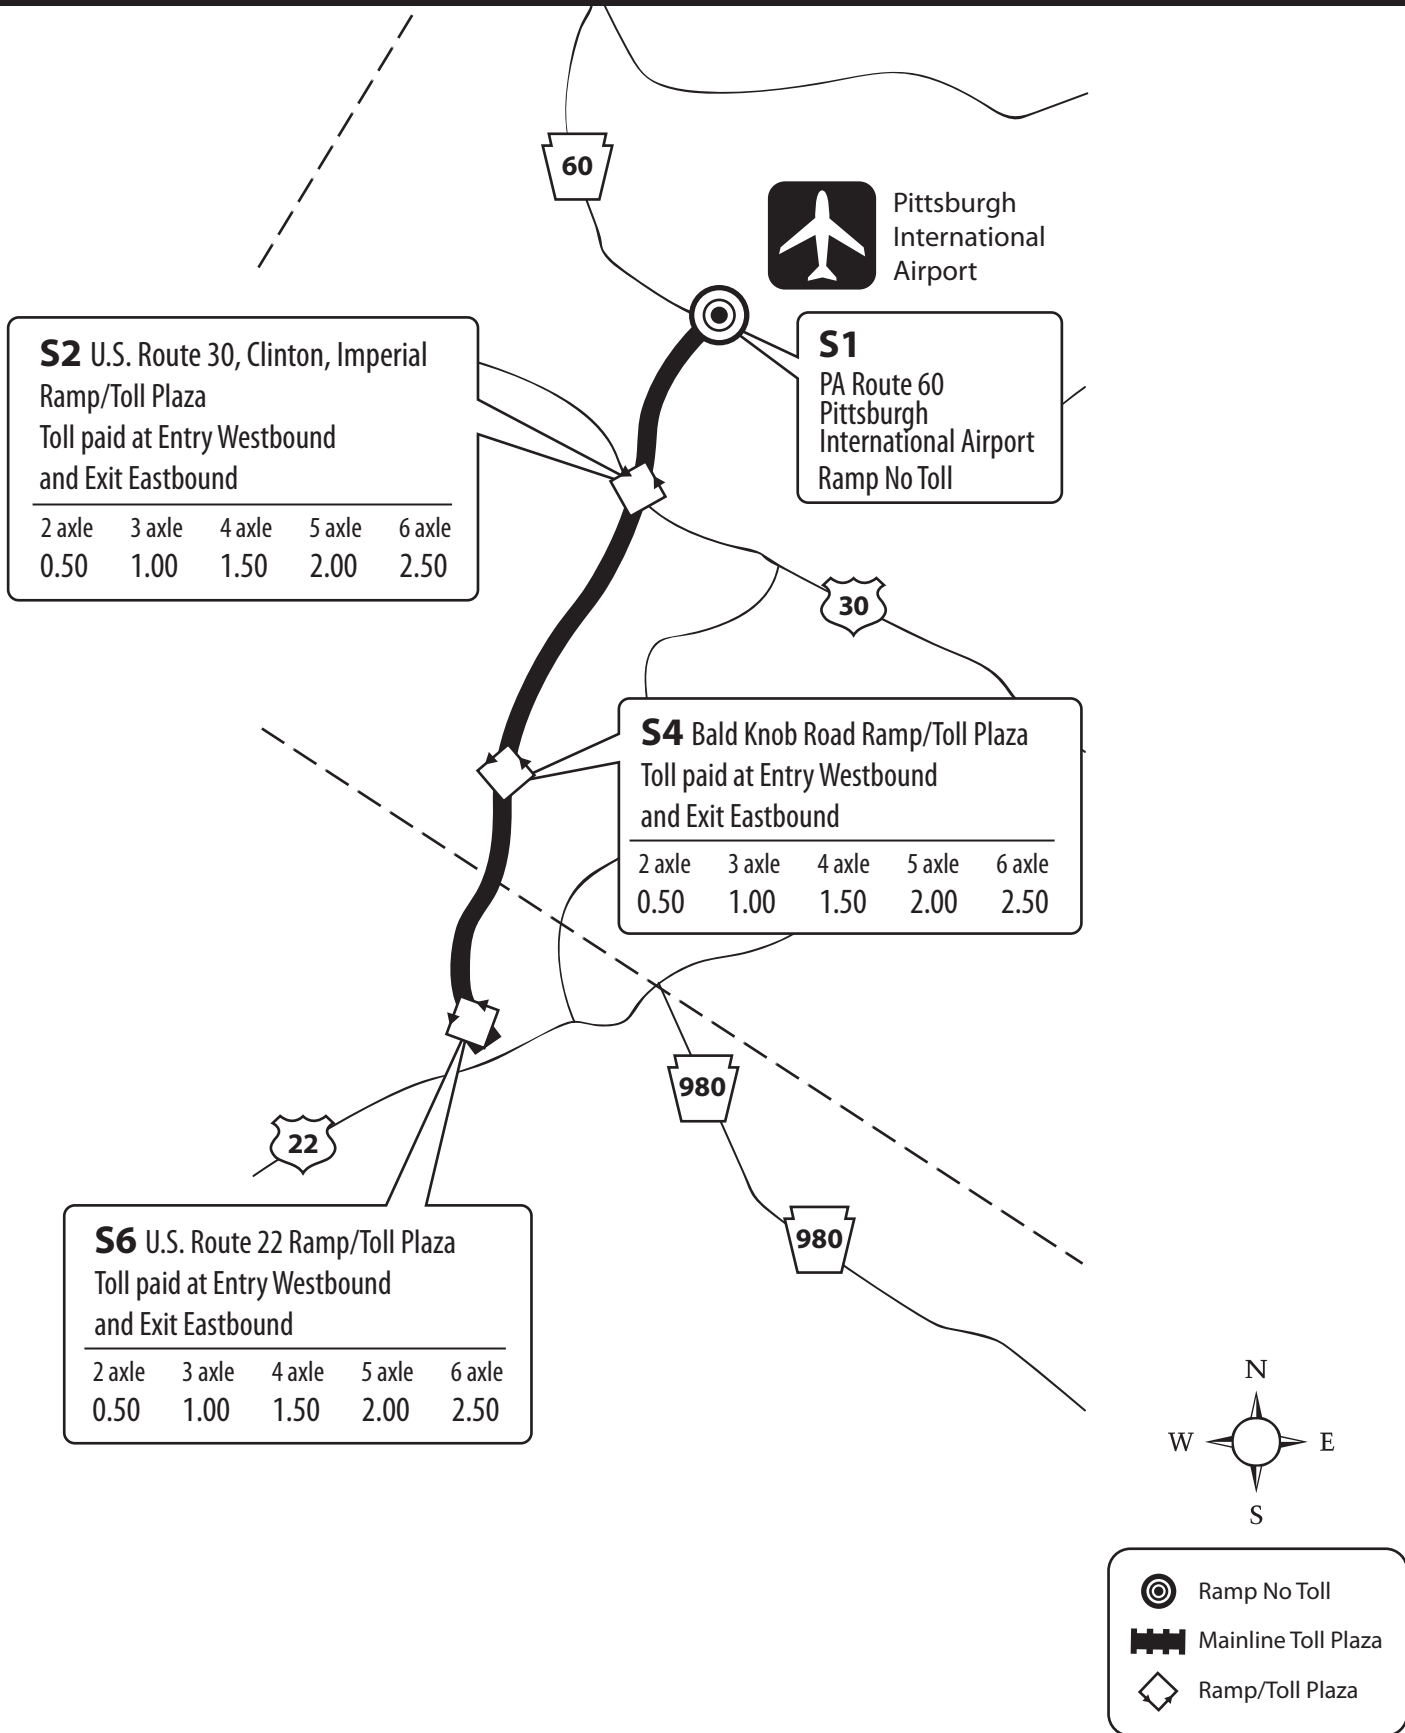 60
Pittsburgh
International
Airport
S1
PA Route 60
Pittsburgh
International Airport
Ramp No Toll
S2 U.S. Route 30, Clinton, Imperial
Ramp/Toll Plaza
Toll paid at Entry Westbound
and Exit Eastbound
2 axle 3 axle 4 axle 5 axle 6 axle
0.50 1.00 1.50 2.00 2.50
30
S4 Bald Knob Road Ramp/Toll Plaza
Toll paid at Entry Westbound
and Exit Eastbound
2 axle 3 axle 4 axle 5 axle 6 axle
0.50 1.00 1.50 2.00 2.50
980
22
980
S6 U.S. Route 22 Ramp/Toll Plaza
Toll paid at Entry Westbound
and Exit Eastbound
2 axle 3 axle 4 axle 5 axle 6 axle
0.50 1.00 1.50 2.00 2.50
N
W E
S
Ramp No Toll
Mainline Toll Plaza
Ramp/Toll Plaza